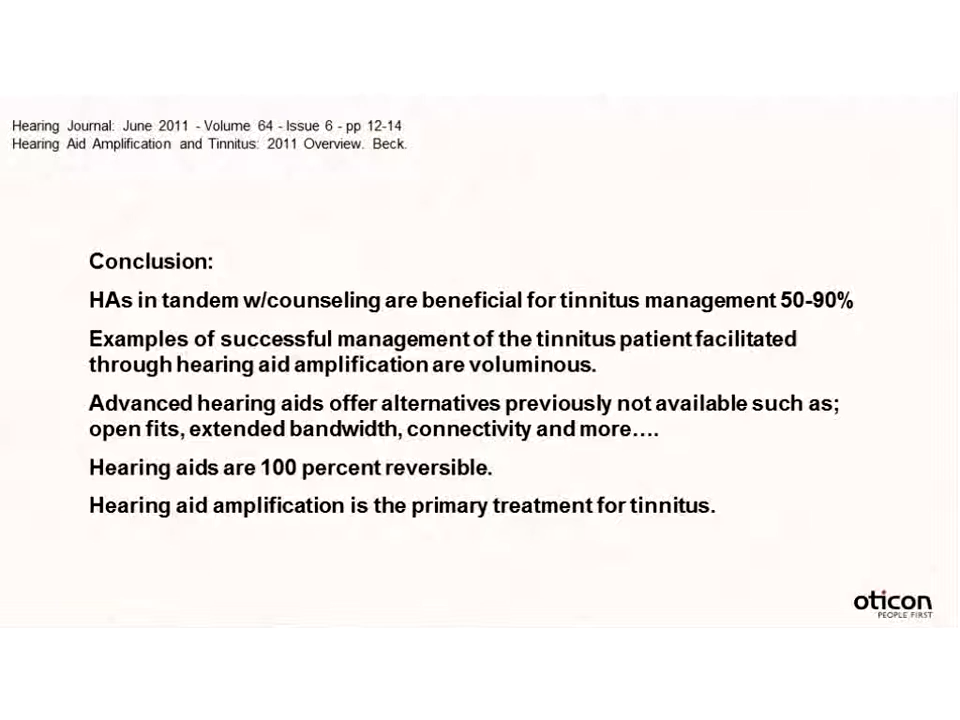 Hearing Journal: June 2011 - Volume 64 - Issue 6 - pp 12-14
Hearing Aid Amplification and Tinnitus: 2011 Overview. Beck.
Conclusion:
HAs in tandem w/counseling are beneficial for tinnitus management 50-90%
Examples of successful management of the tinnitus patient facilitated
through hearing aid amplification are voluminous.
Advanced hearing aids offer alternatives previously not available such as;
open fits, extended bandwidth, connectivity and more….
Hearing aids are 100 percent reversible.
Hearing aid amplification is the primary treatment for tinnitus.
oticon
PEOPLE FIRST